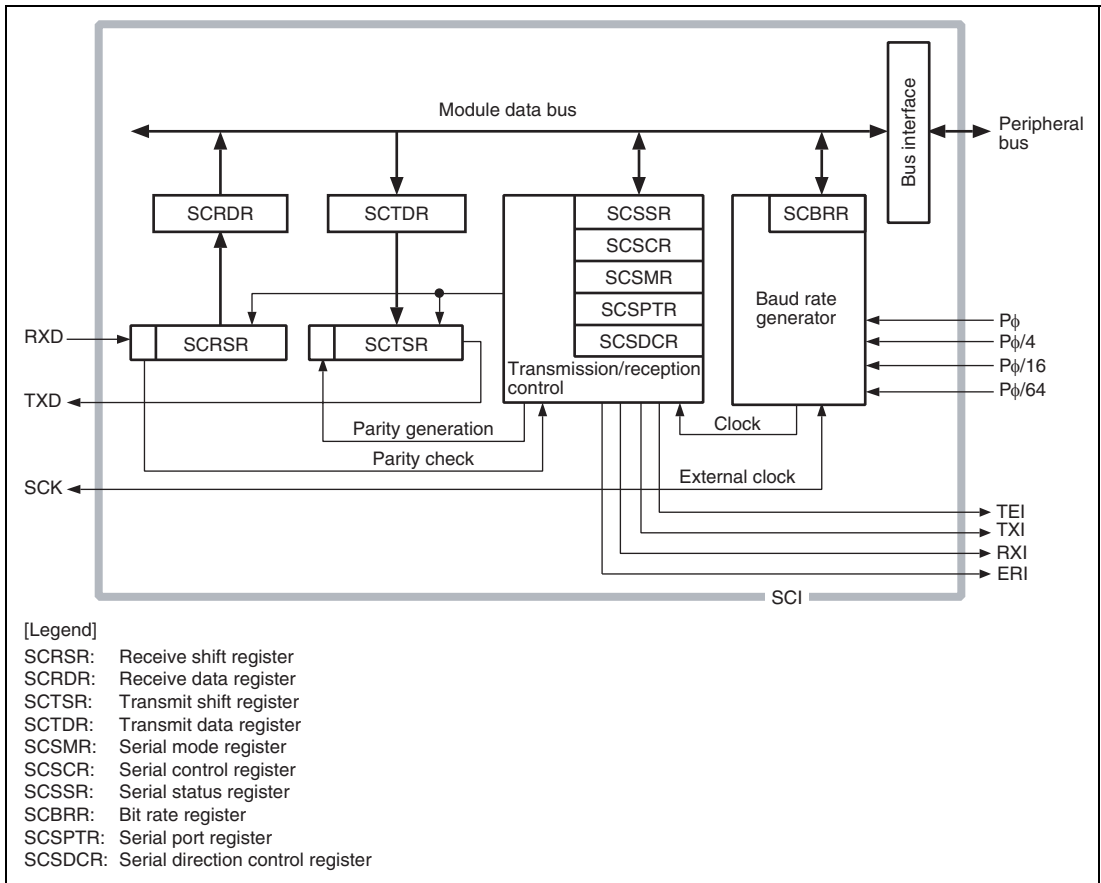 Module data bus
Bus interface
Peripheral
bus
SCRDR
SCTDR
SCSSR
SCSCR
SCSMR
SCSPTR
SCSDCR
Transmission/reception
control
SCBRR
Baud rate
generator
RXD
SCRSR
SCTSR
TXD
Pφ
Pφ/4
Pφ/16
Pφ/64
Parity generation
Parity check
Clock
SCK
External clock
TEI
TXI
RXI
ERI
SCI
[Legend]
SCRSR: Receive shift register
SCRDR: Receive data register
SCTSR: Transmit shift register
SCTDR: Transmit data register
SCSMR: Serial mode register
SCSCR: Serial control register
SCSSR: Serial status register
SCBRR: Bit rate register
SCSPTR: Serial port register
SCSDCR: Serial direction control register